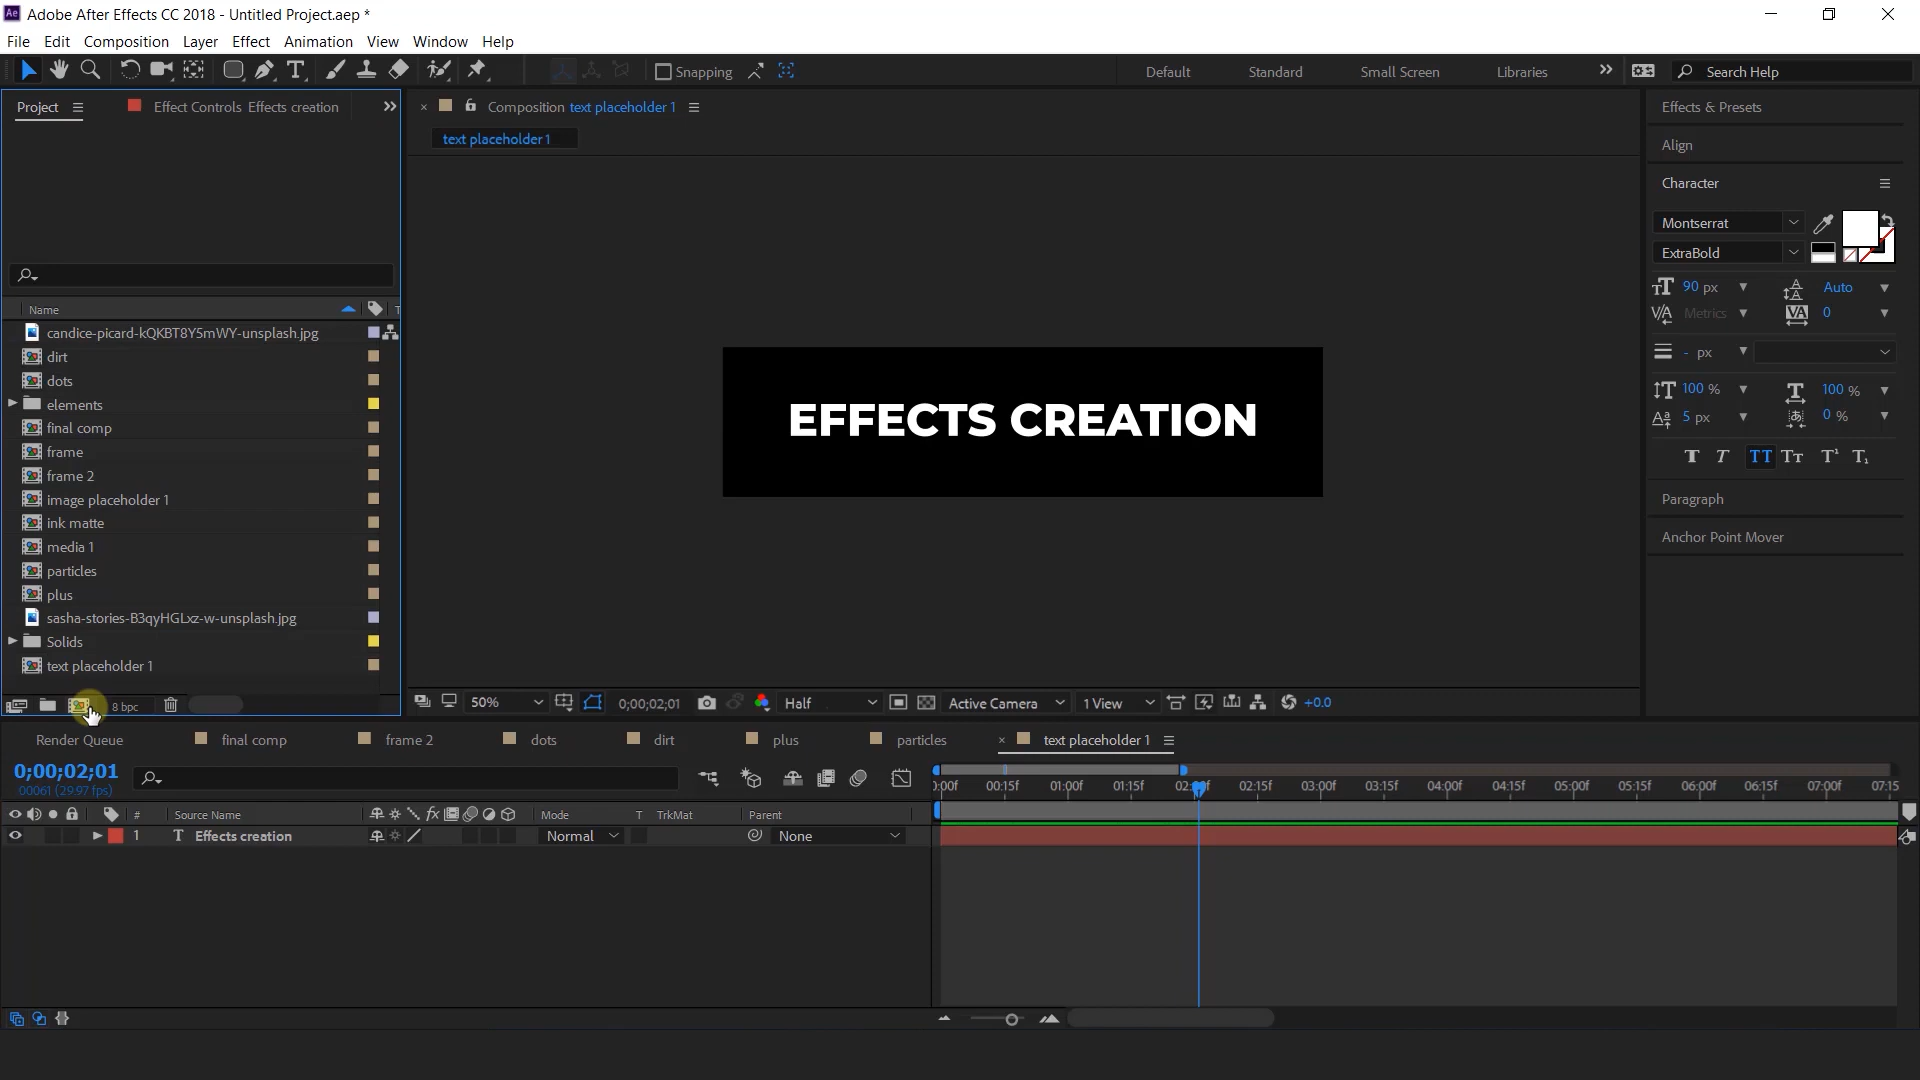 Ae Adobe After Effects CC 2018 - Untitled Project.aep *
File Edit Composition Layer Effect Animation View Window Help
Snapping Default Standard Small Screen Libraries Search Help
Project Effect Controls Effects creation
Composition text placeholder 1
text placeholder 1
Effects & Presets
Align
Character
Montserrat
ExtraBold
90 px Auto
Metrics 0
- px
100 % 100 %
5 px 0 %
T T TT Tt T¹ T₁
Paragraph
Anchor Point Mover
Name
candice-picard-kQKBT8Y5mWY-unsplash.jpg
dirt
dots
elements
final comp
frame
frame 2
image placeholder 1
ink matte
media 1
particles
plus
sasha-stories-B3qyHGLxz-w-unsplash.jpg
Solids
text placeholder 1
8 bpc
EFFECTS CREATION
50% 0;00;02;01 Half Active Camera 1 View +0.0
Render Queue final comp frame 2 dots dirt plus particles text placeholder 1
0;00;02;01
00061 (29.97 fps)
# Source Name Mode T TrkMat Parent
1 T Effects creation Normal None
0:00f 00:15f 01:00f 01:15f 02:15f 03:00f 03:15f 04:00f 04:15f 05:00f 05:15f 06:00f 06:15f 07:00f 07:15